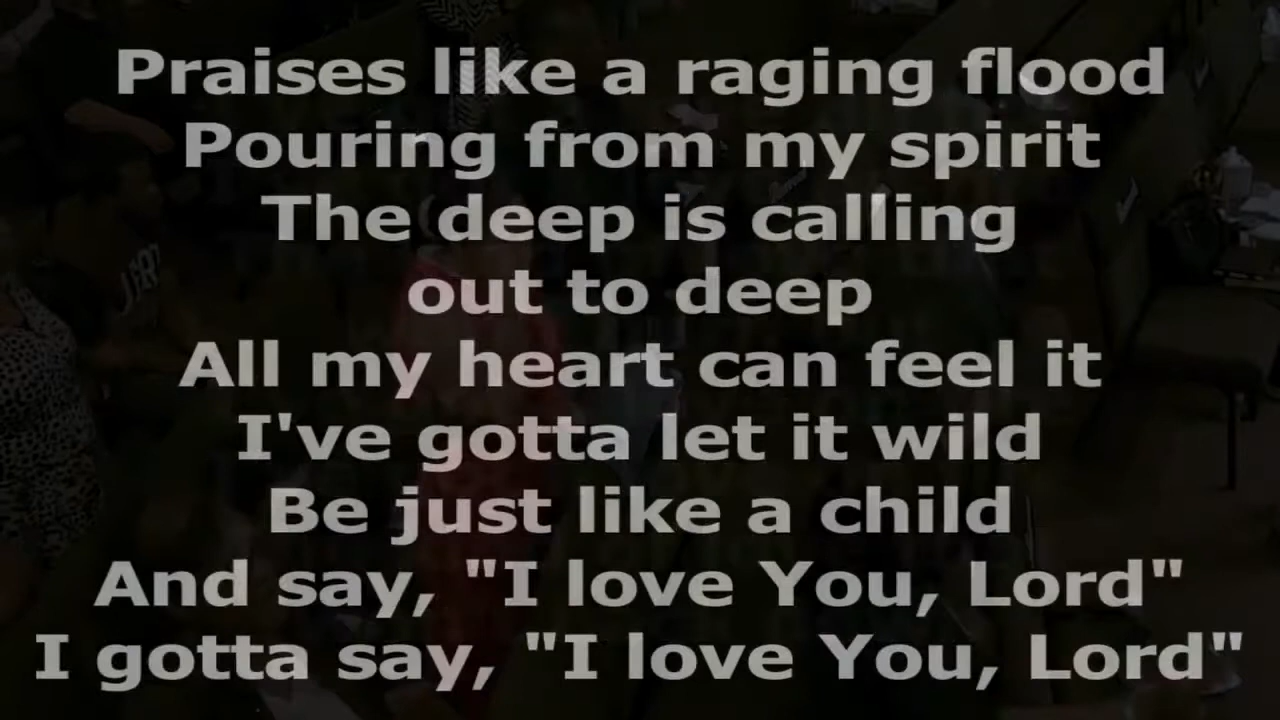 Praises like a raging flood
Pouring from my spirit
The deep is calling
out to deep
All my heart can feel it
I've gotta let it wild
Be just like a child
And say, "I love You, Lord"
I gotta say, "I love You, Lord"